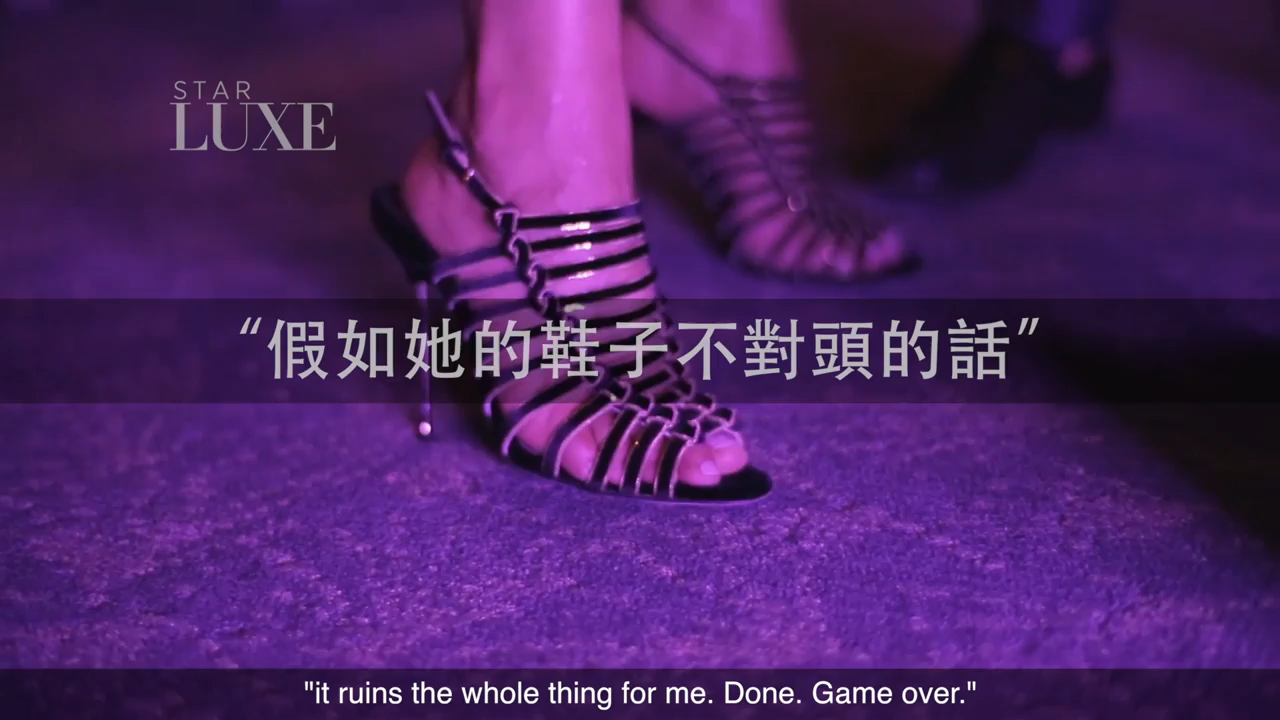 STAR
LUXE
“假如她的鞋子不對頭的話”
"it ruins the whole thing for me. Done. Game over."